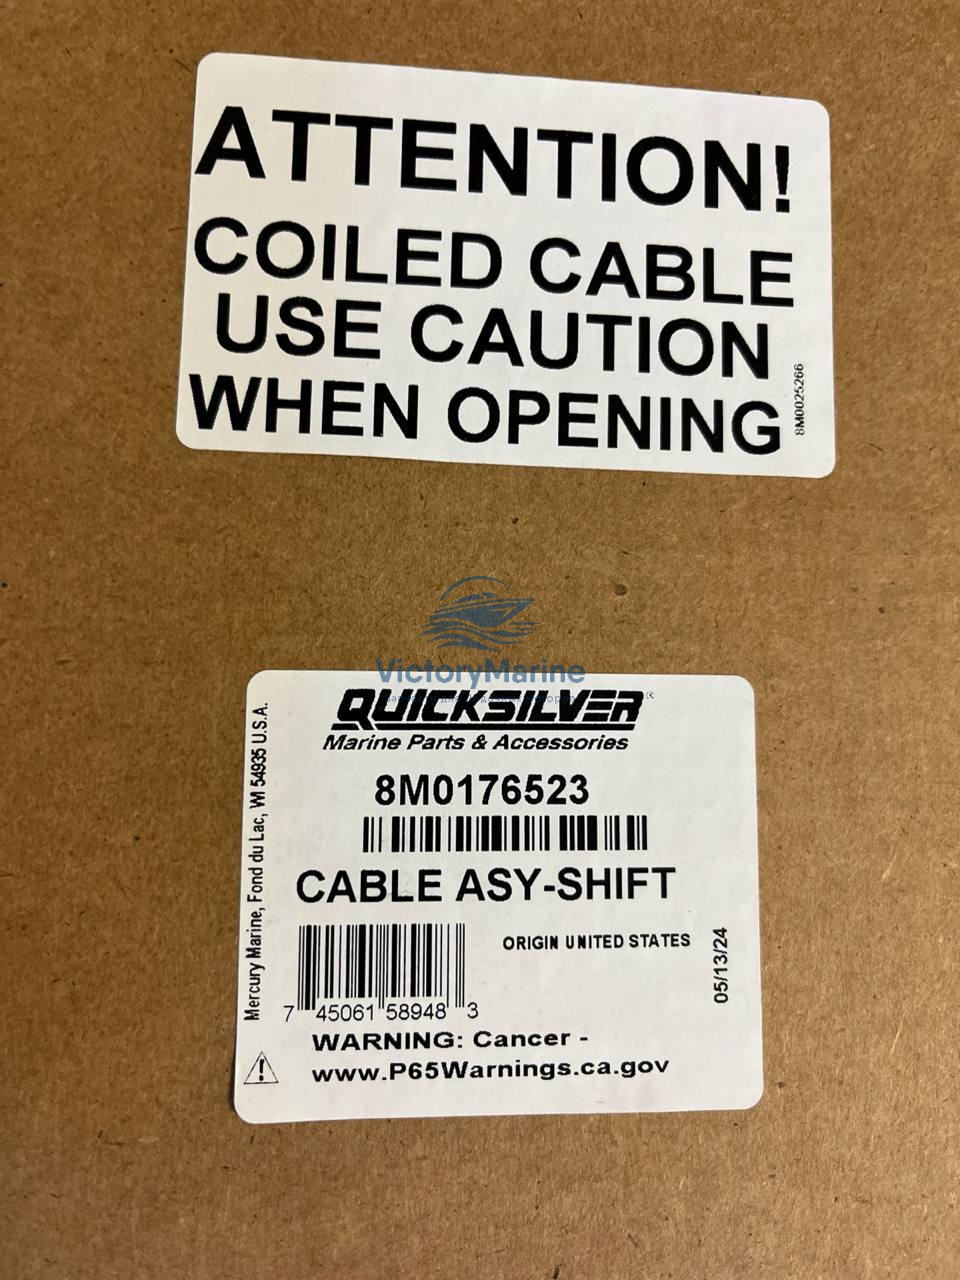 ATTENTION!
COILED CABLE
USE CAUTION
WHEN OPENING
8M0025266
VictoryMarine
QUICKSILVER®
Marine Parts & Accessories
8M0176523
CABLE ASY-SHIFT
ORIGIN UNITED STATES
7 45061 58948 3
05/13/24
Mercury Marine, Fond du Lac, WI 54935 U.S.A.
WARNING: Cancer -
www.P65Warnings.ca.gov